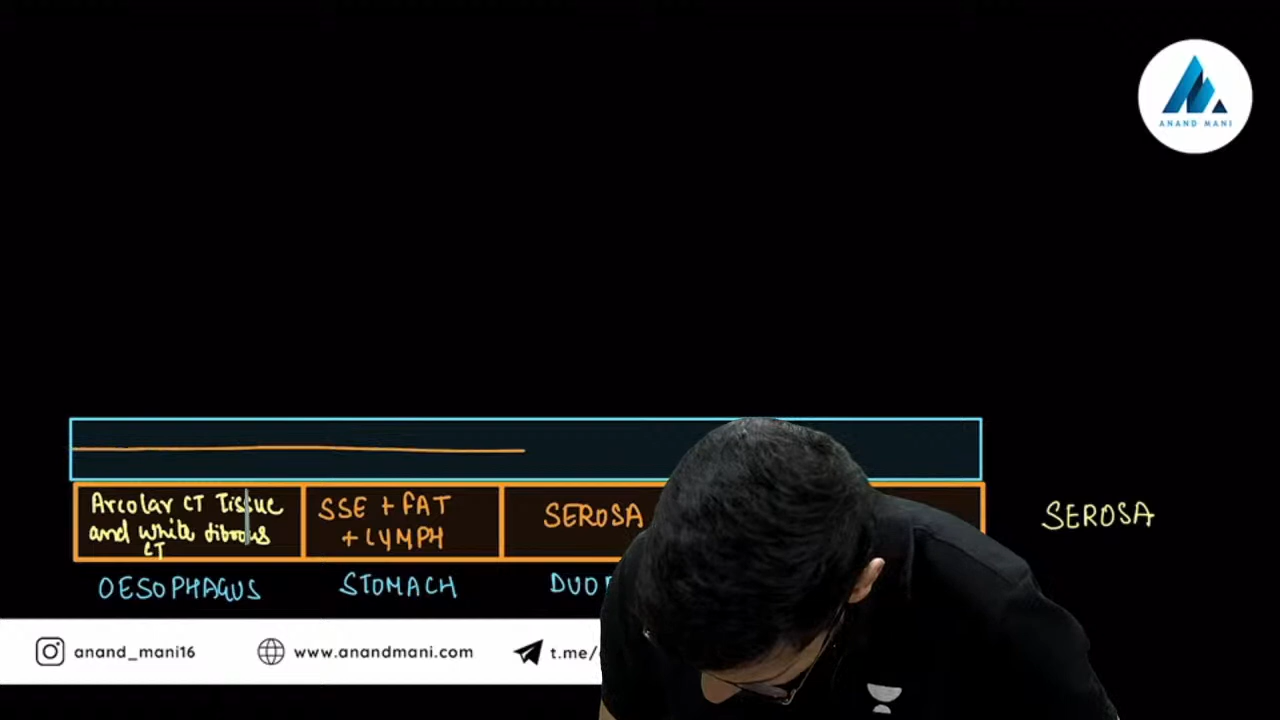 ANAND MANI
Arcolar CT Tissue
and white fibrous
CT
SSE + FAT
+ LYMPH
SEROSA
SEROSA
OESOPHAGUS
STOMACH
anand_mani16
www.anandmani.com
t.me/